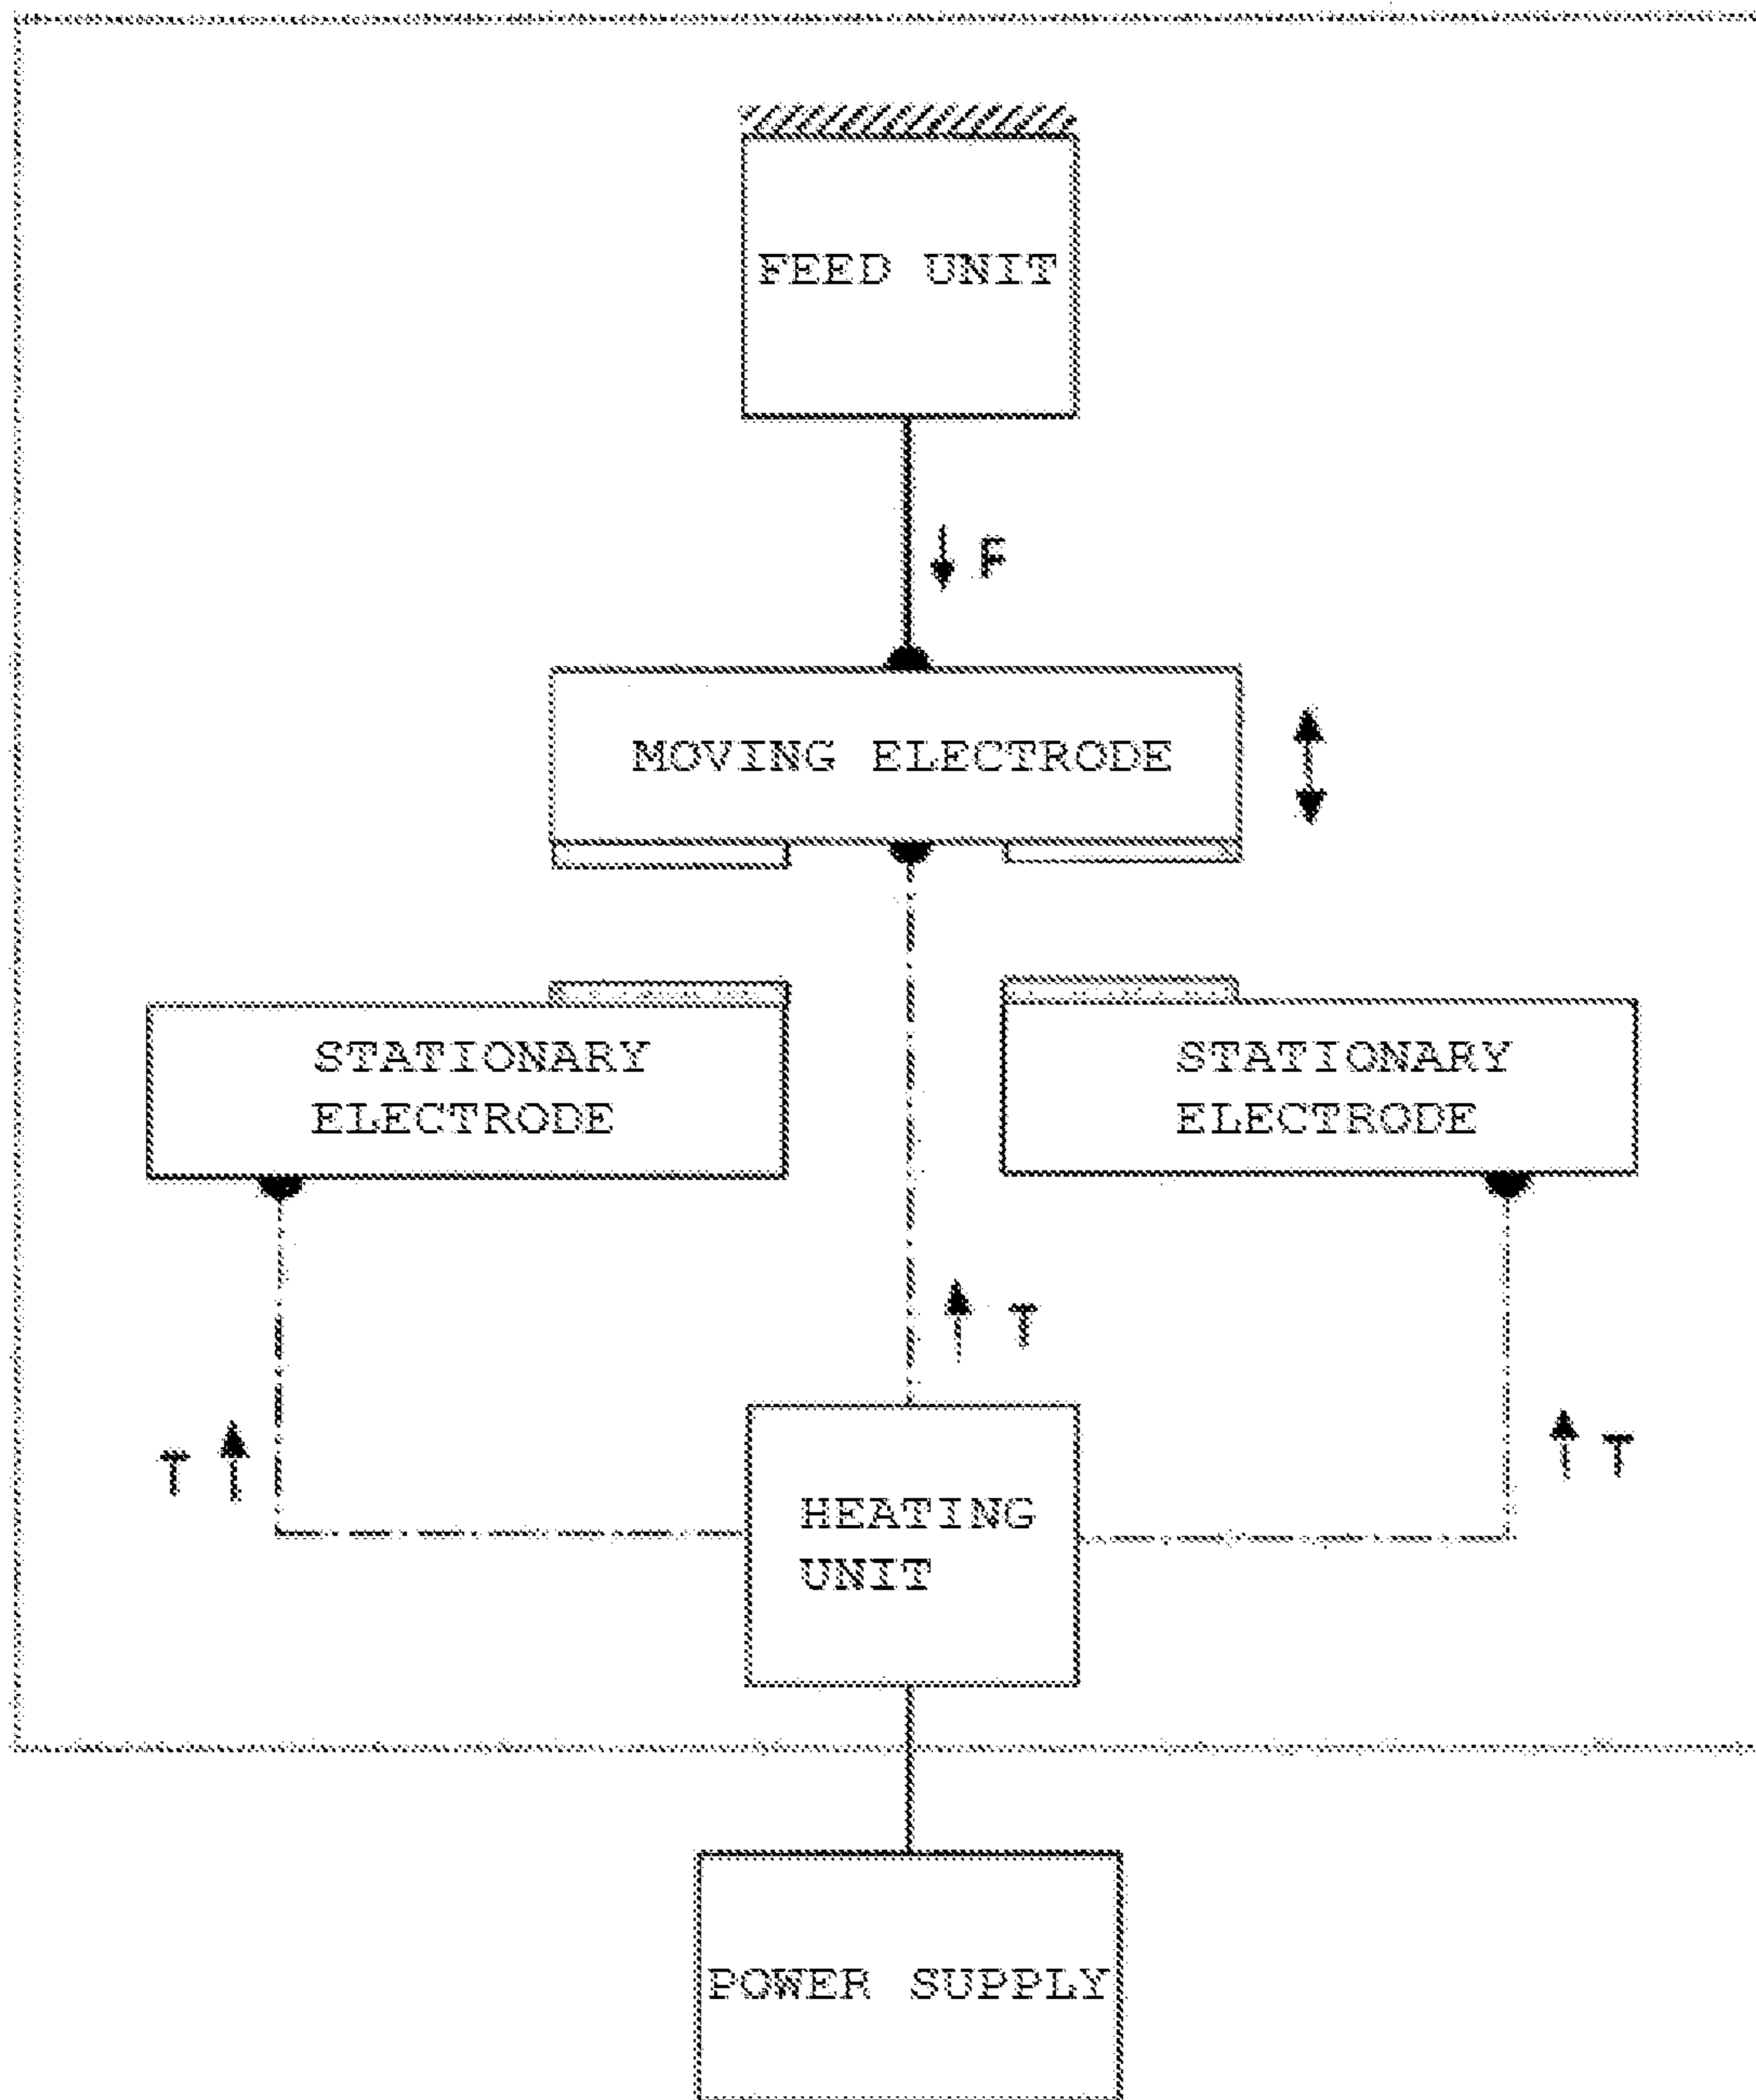 FEED UNIT
F
MOVING ELECTRODE
STATIONARY
ELECTRODE
STATIONARY
ELECTRODE
T
T
T
HEATING
UNIT
POWER SUPPLY